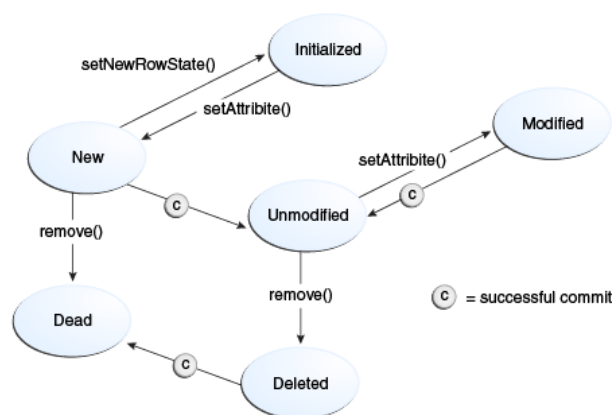 Initialized
setNewRowState()
setAttribite()
Modified
New
setAttribite()
C
C
Unmodified
remove()
remove()
C = successful commit
Dead
C
Deleted